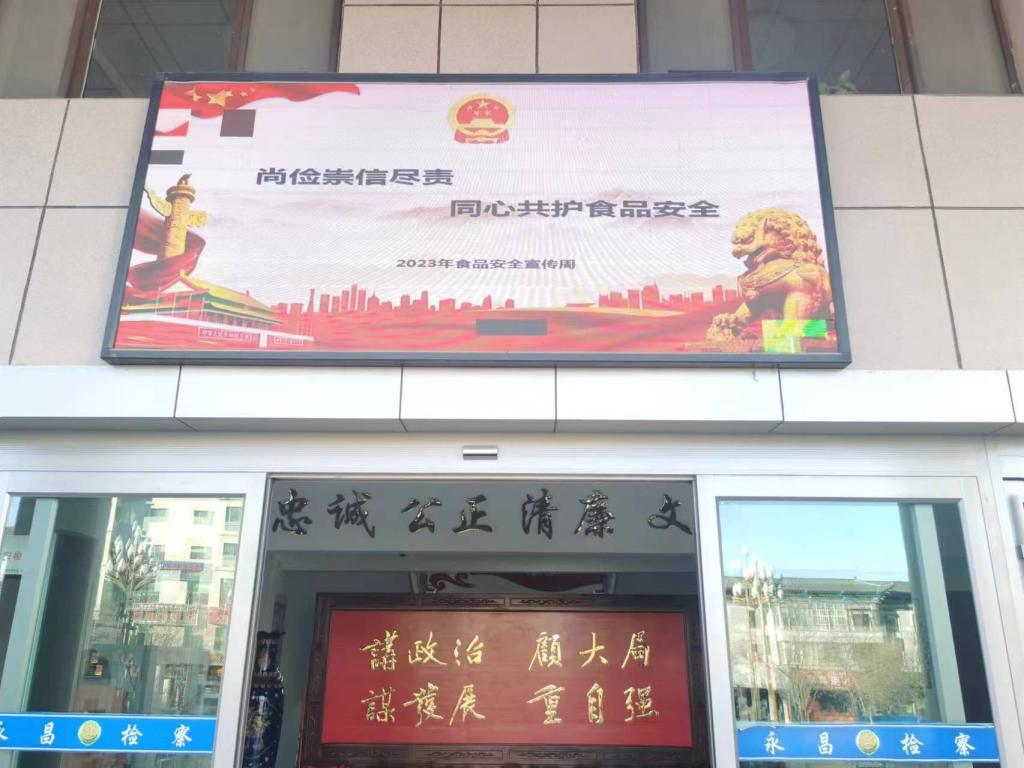 尚俭崇信尽责
同心共护食品安全
2023年食品安全宣传周
忠誠 公正 清廉 文
講政治 顧大局
謀發展 重自强
永昌检察
永昌检察